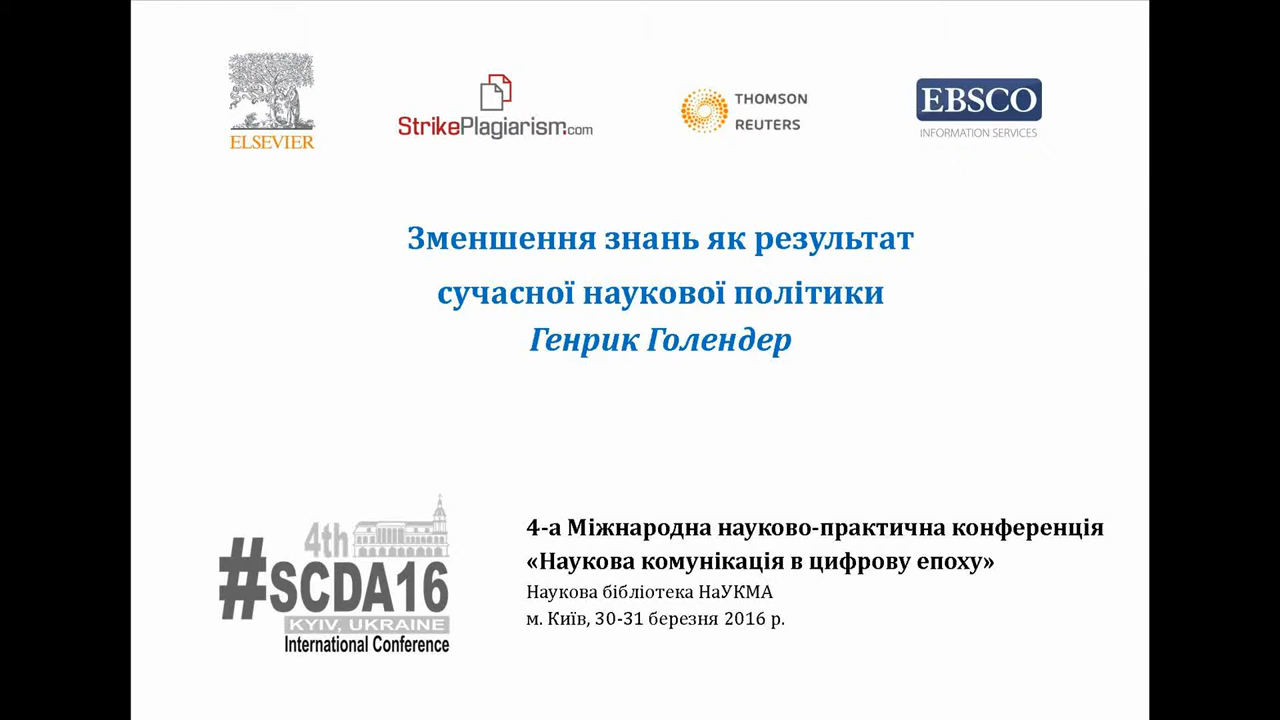 ELSEVIER
StrikePlagiarism.com
THOMSON
REUTERS
EBSCO
INFORMATION SERVICES
Зменшення знань як результат
сучасної наукової політики
Генрик Голендер
4th
#SCDA16
KYIV, UKRAINE
International Conference
4-а Міжнародна науково-практична конференція
«Наукова комунікація в цифрову епоху»
Наукова бібліотека НаУКМА
м. Київ, 30-31 березня 2016 р.